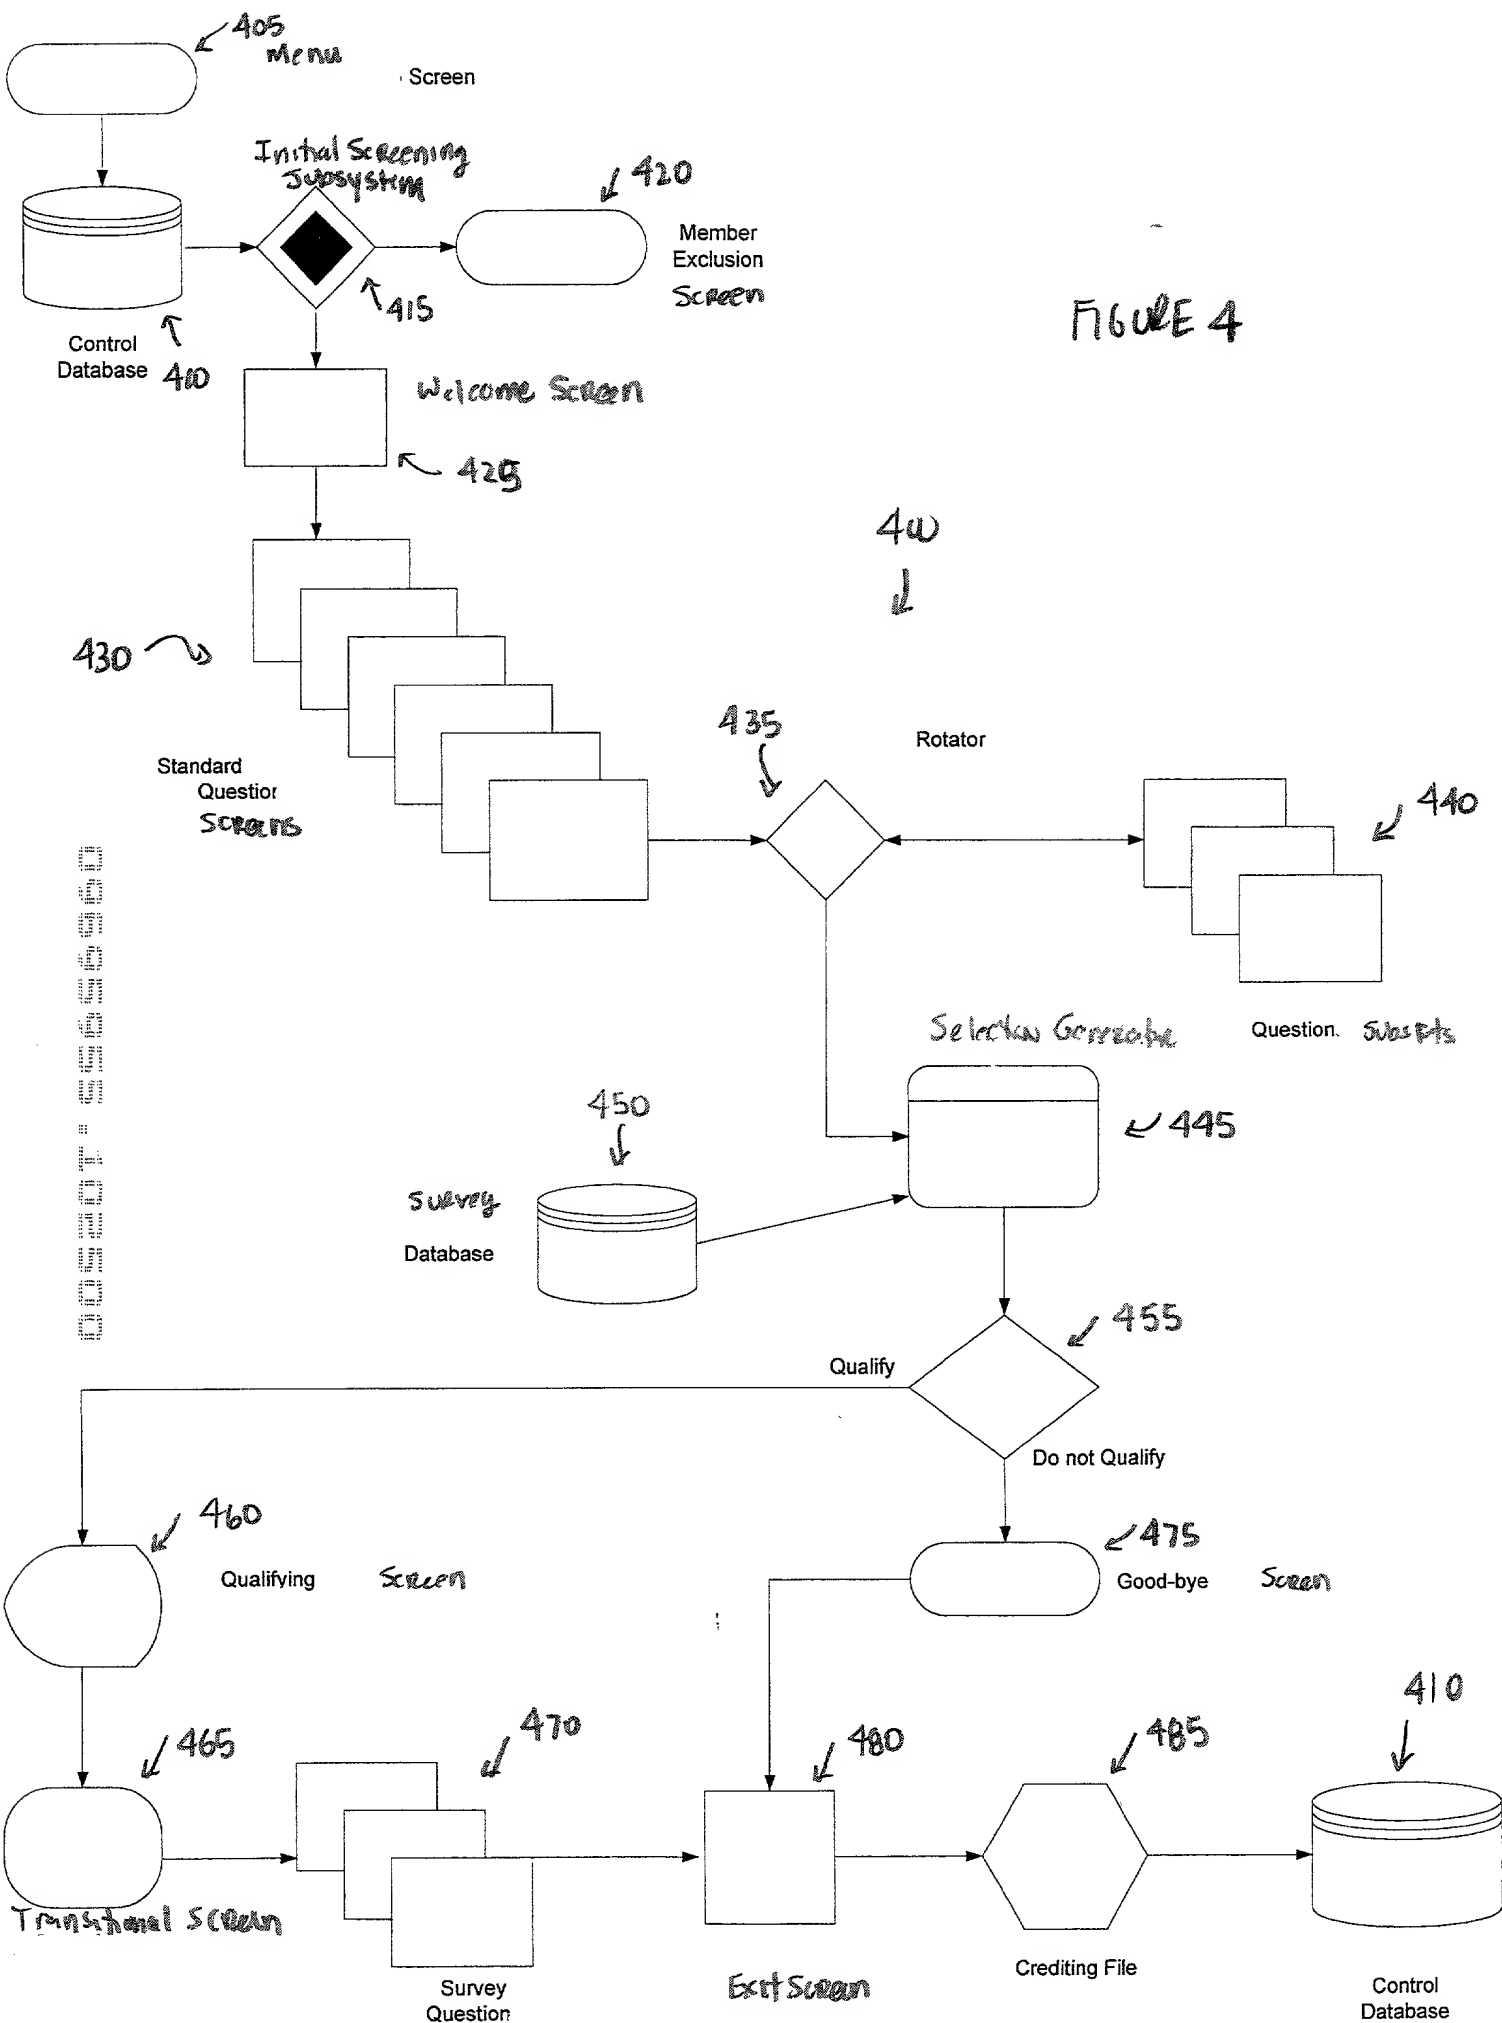 405
Menu
Screen
Initial Screening
Subsystem
420
Member
Exclusion
Screen
415
FIGURE 4
Control
Database
410
Welcome Screen
425
400
430
435
Rotator
Standard
Question
Screens
440
Selection Generator
Question
Subsets
450
445
Survey
Database
455
Qualify
Do not Qualify
460
475
Qualifying
Screen
Good-bye
Screen
410
465
470
480
485
Transitional Screen
Survey
Question
Exit Screen
Crediting File
Control
Database